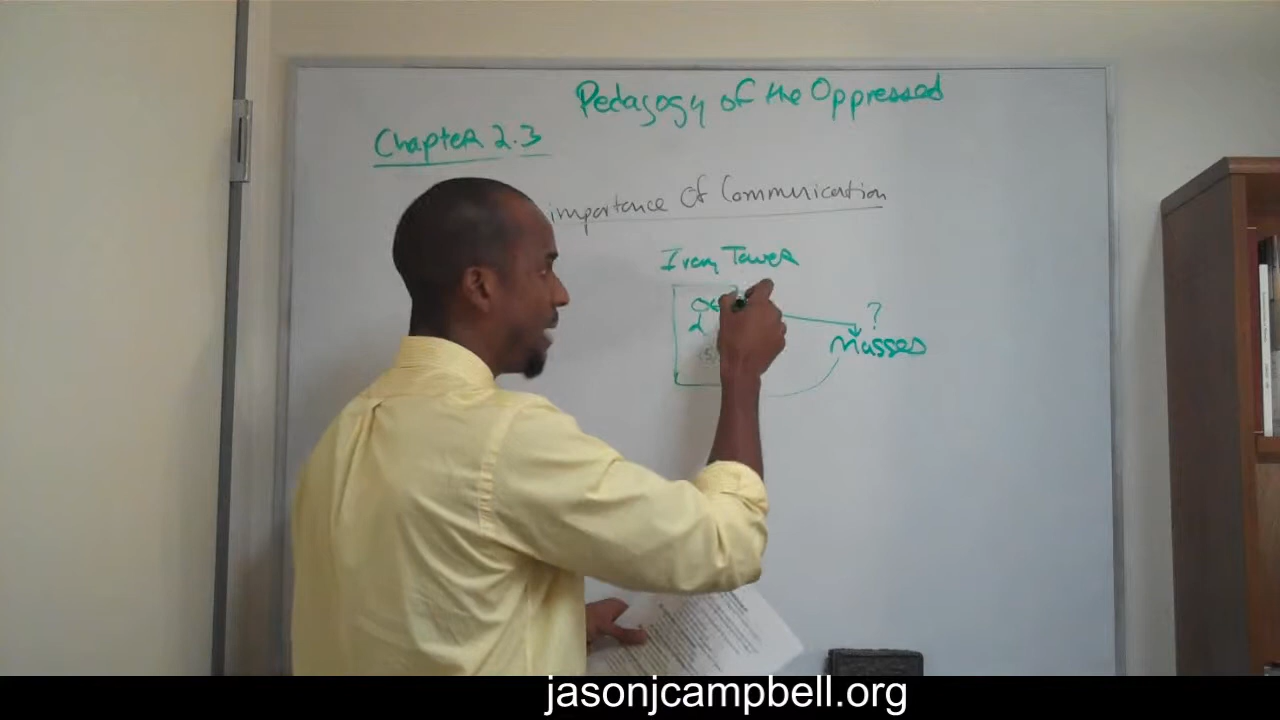 Pedagogy of the Oppressed
Chapter 2.3
importance Of Communication
Ivory Tower
?
Masses
jasonjcampbell.org